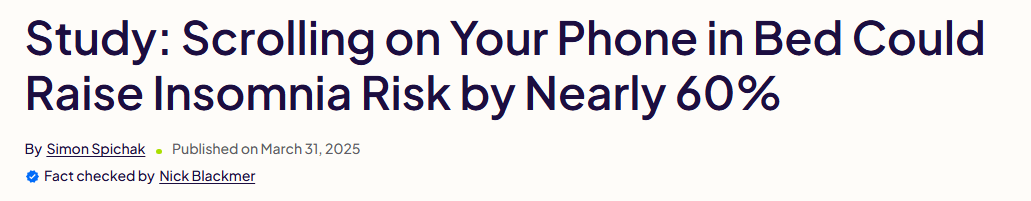 Study: Scrolling on Your Phone in Bed Could
Raise Insomnia Risk by Nearly 60%
By Simon Spichak • Published on March 31, 2025
Fact checked by Nick Blackmer